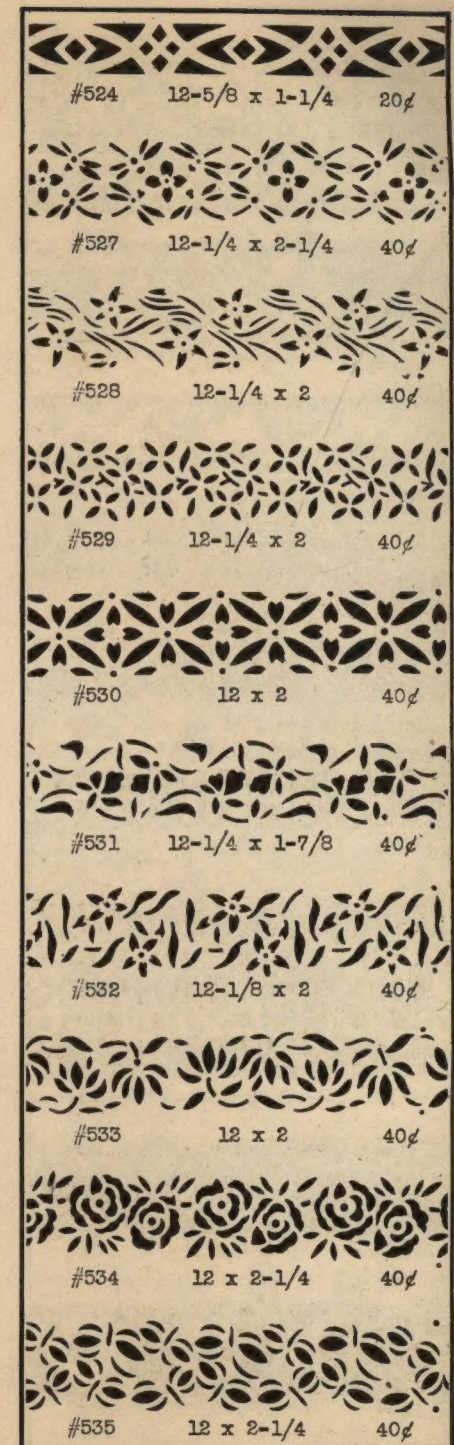 #524 12-5/8 x 1-1/4 20¢
#527 12-1/4 x 2-1/4 40¢
#528 12-1/4 x 2 40¢
#529 12-1/4 x 2 40¢
#530 12 x 2 40¢
#531 12-1/4 x 1-7/8 40¢
#532 12-1/8 x 2 40¢
#533 12 x 2 40¢
#534 12 x 2-1/4 40¢
#535 12 x 2-1/4 40¢